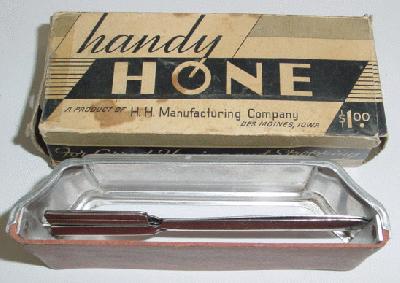 handy
HONE
A PRODUCT OF H.H. Manufacturing Company
DES MOINES, IOWA
$1.00